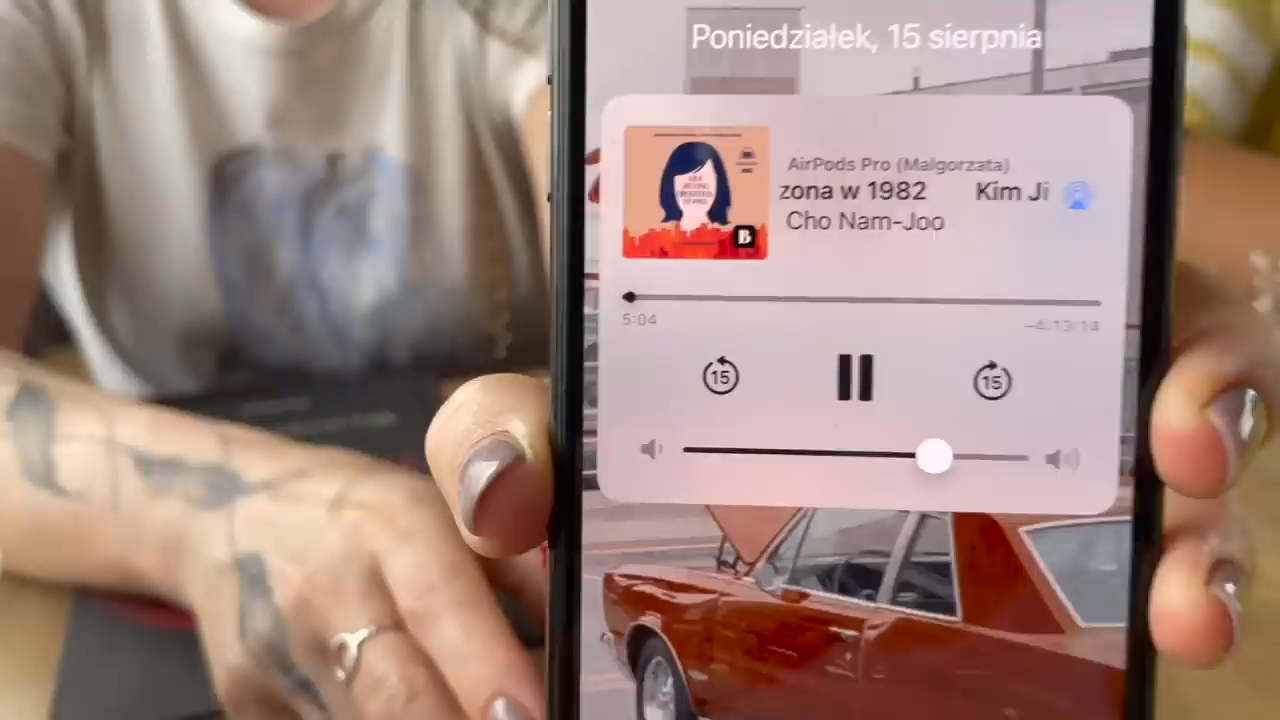 Poniedziałek, 15 sierpnia
AirPods Pro (Malgorzata)
zona w 1982 Kim Ji
Cho Nam-Joo
B
5:04
-4:13:14
15
15